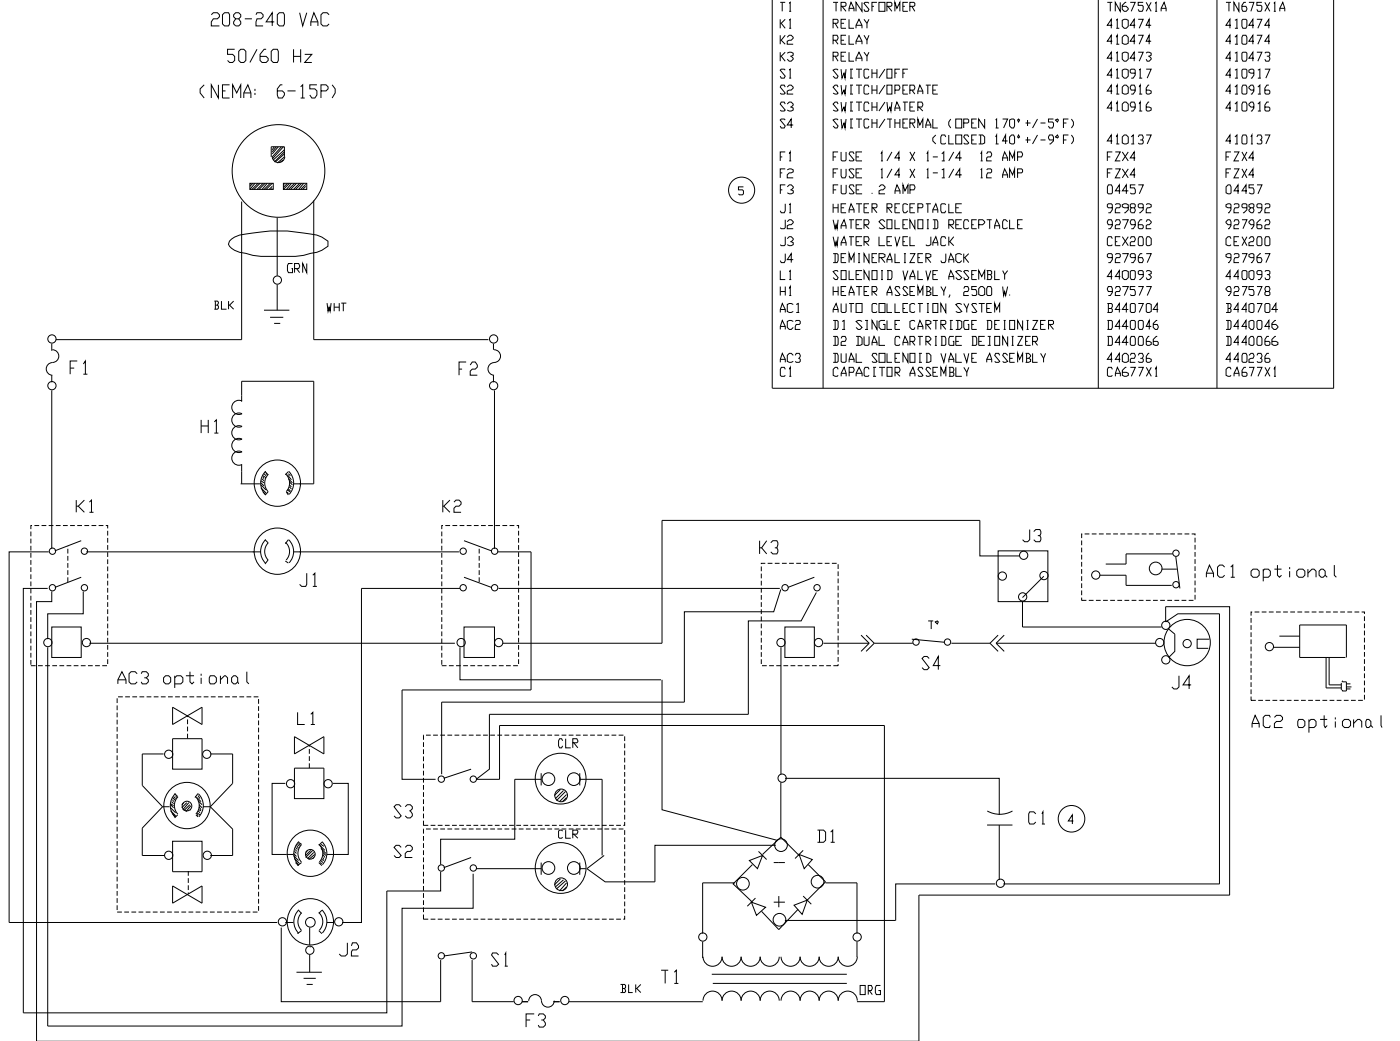 208-240 VAC
50/60 Hz
(NEMA: 6-15P)
T1 TRANSFORMER TN675X1A TN675X1A
K1 RELAY 410474 410474
K2 RELAY 410474 410474
K3 RELAY 410473 410473
S1 SWITCH/OFF 410917 410917
S2 SWITCH/OPERATE 410916 410916
S3 SWITCH/WATER 410916 410916
S4 SWITCH/THERMAL (OPEN 170°+/-5°F)
(CLOSED 140°+/-9°F) 410137 410137
F1 FUSE 1/4 X 1-1/4 12 AMP FZX4 FZX4
F2 FUSE 1/4 X 1-1/4 12 AMP FZX4 FZX4
5 F3 FUSE .2 AMP 04457 04457
J1 HEATER RECEPTACLE 929892 929892
J2 WATER SOLENOID RECEPTACLE 927962 927962
J3 WATER LEVEL JACK CEX200 CEX200
J4 DEMINERALIZER JACK 927967 927967
L1 SOLENOID VALVE ASSEMBLY 440093 440093
H1 HEATER ASSEMBLY, 2500 W. 927577 927578
AC1 AUTO COLLECTION SYSTEM B440704 B440704
AC2 D1 SINGLE CARTRIDGE DEIONIZER D440046 D440046
D2 DUAL CARTRIDGE DEIONIZER D440066 D440066
AC3 DUAL SOLENOID VALVE ASSEMBLY 440236 440236
C1 CAPACITOR ASSEMBLY CA677X1 CA677X1
GRN
BLK
WHT
F1
F2
H1
K1
K2
J1
K3
J3
AC1 optional
T°
S4
J4
AC2 optional
AC3 optional
L1
CLR
S3
CLR
S2
D1
−
+
C1 4
J2
S1
T1
BLK
ORG
F3